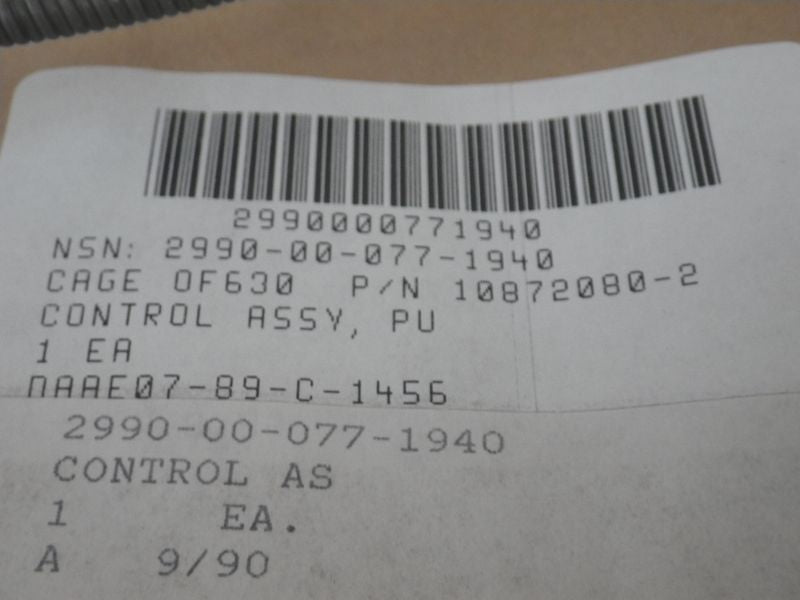 2990000771940
NSN: 2990-00-077-1940
CAGE 0F630 P/N 10872080-2
CONTROL ASSY, PU
1 EA
DAAE07-89-C-1456
2990-00-077-1940
CONTROL AS
1 EA.
A 9/90